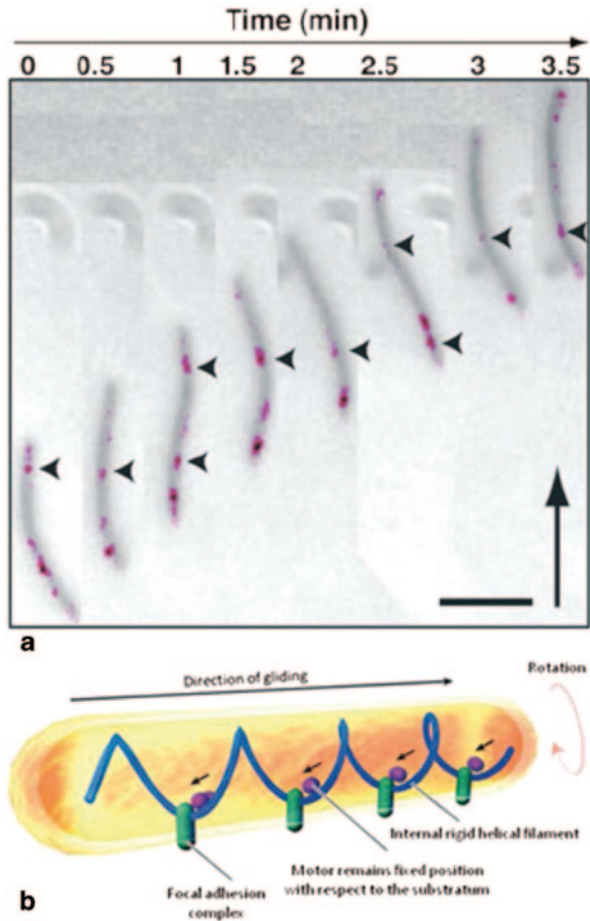 Time (min)
0 0.5 1 1.5 2 2.5 3 3.5
a
Direction of gliding
Rotation
Internal rigid helical filament
Motor remains fixed position
with respect to the substratum
Focal adhesion
complex
b